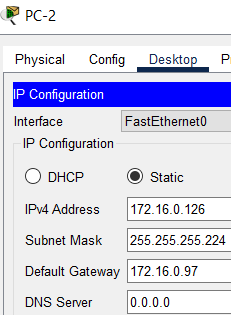 PC-2
Physical Config Desktop
IP Configuration
Interface FastEthernet0
IP Configuration
DHCP Static
IPv4 Address 172.16.0.126
Subnet Mask 255.255.255.224
Default Gateway 172.16.0.97
DNS Server 0.0.0.0